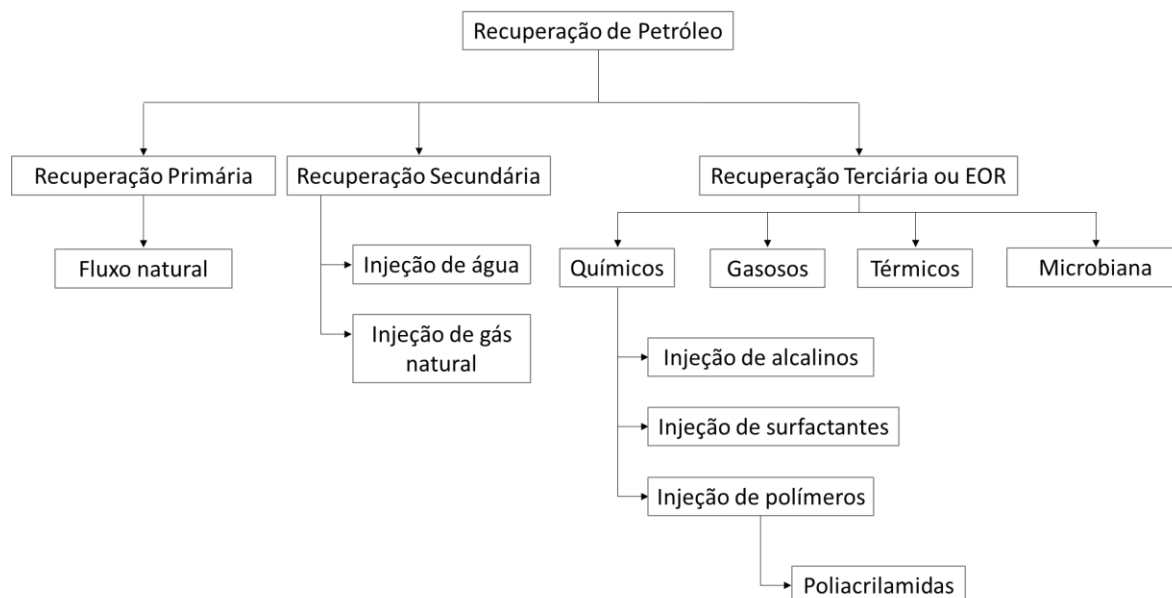 Recuperação de Petróleo
Recuperação Primária
Recuperação Secundária
Recuperação Terciária ou EOR
Fluxo natural
Injeção de água
Injeção de gás
natural
Químicos
Gasosos
Térmicos
Microbiana
Injeção de alcalinos
Injeção de surfactantes
Injeção de polímeros
Poliacrilamidas